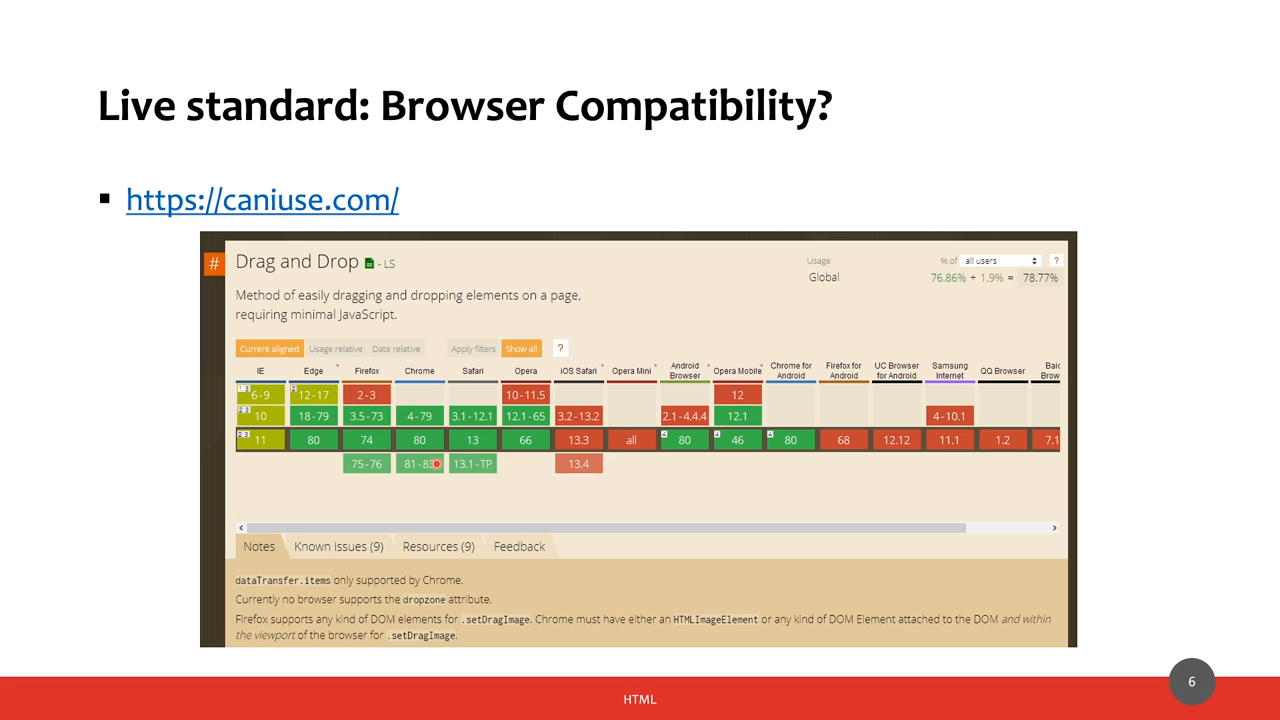 Live standard: Browser Compatibility?
https://caniuse.com/
# Drag and Drop - LS
Usage % of all users ?
Global 76.86% + 1.9% = 78.77%
Method of easily dragging and dropping elements on a page,
requiring minimal JavaScript.
Current aligned Usage relative Date relative Apply filters Show all ?
IE Edge * Firefox Chrome Safari Opera iOS Safari * Opera Mini * Android Browser * Opera Mobile * Chrome for Android Firefox for Android UC Browser for Android Samsung Internet QQ Browser Baid Brow
6-9 12-17 2-3 10-11.5 12
10 18-79 3.5-73 4-79 3.1-12.1 12.1-65 3.2-13.2 2.1-4.4.4 12.1 4-10.1
11 80 74 80 13 66 13.3 all 80 46 80 68 12.12 11.1 1.2 7.1
75-76 81-83 13.1-TP 13.4
Notes Known issues (9) Resources (9) Feedback
dataTransfer.items only supported by Chrome.
Currently no browser supports the dropzone attribute.
Firefox supports any kind of DOM elements for .setDragImage. Chrome must have either an HTMLImageElement or any kind of DOM Element attached to the DOM and within
the viewport of the browser for .setDragImage.
HTML
6